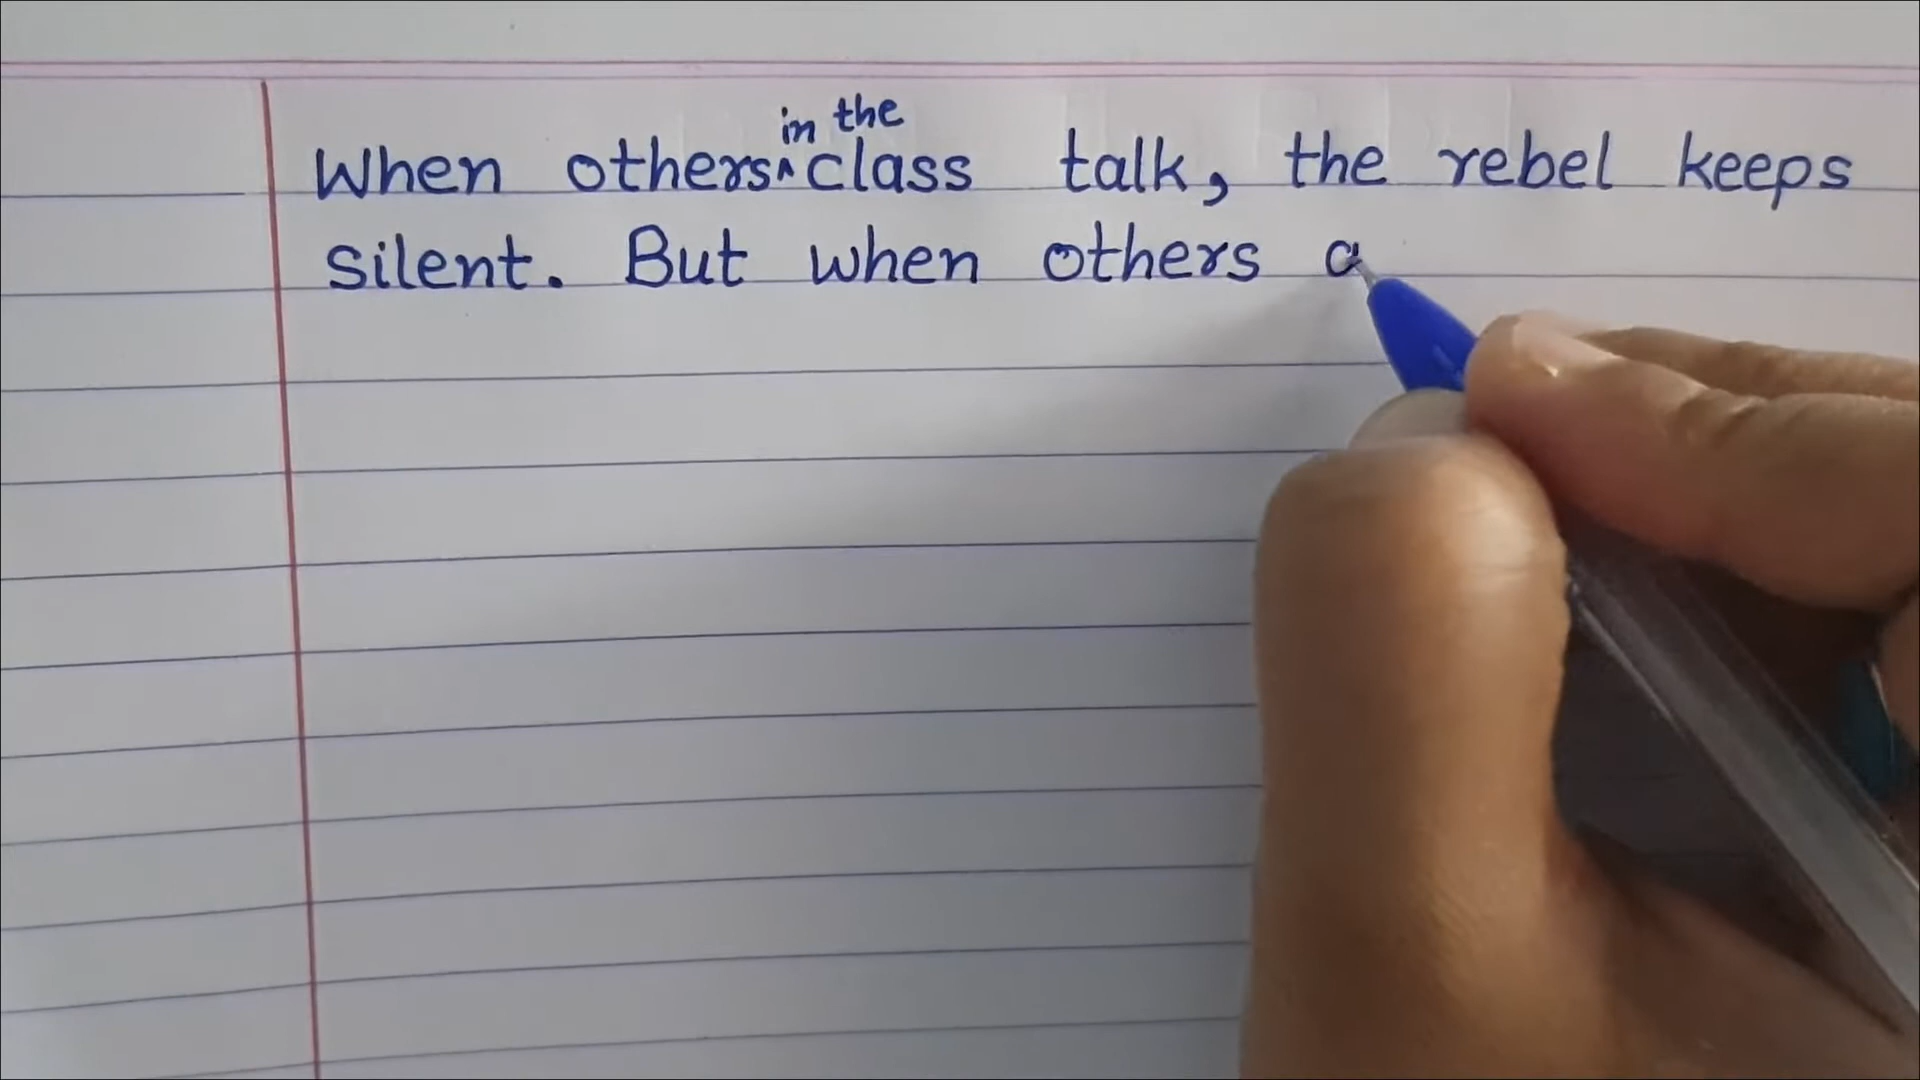 When others in the class talk, the rebel keeps
silent. But when others a